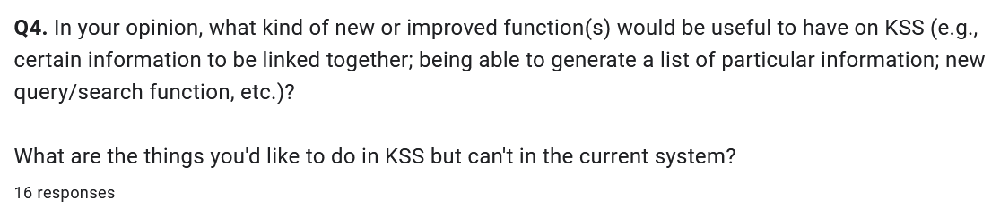 Q4. In your opinion, what kind of new or improved function(s) would be useful to have on KSS (e.g.,
certain information to be linked together; being able to generate a list of particular information; new
query/search function, etc.)?
What are the things you'd like to do in KSS but can't in the current system?
16 responses